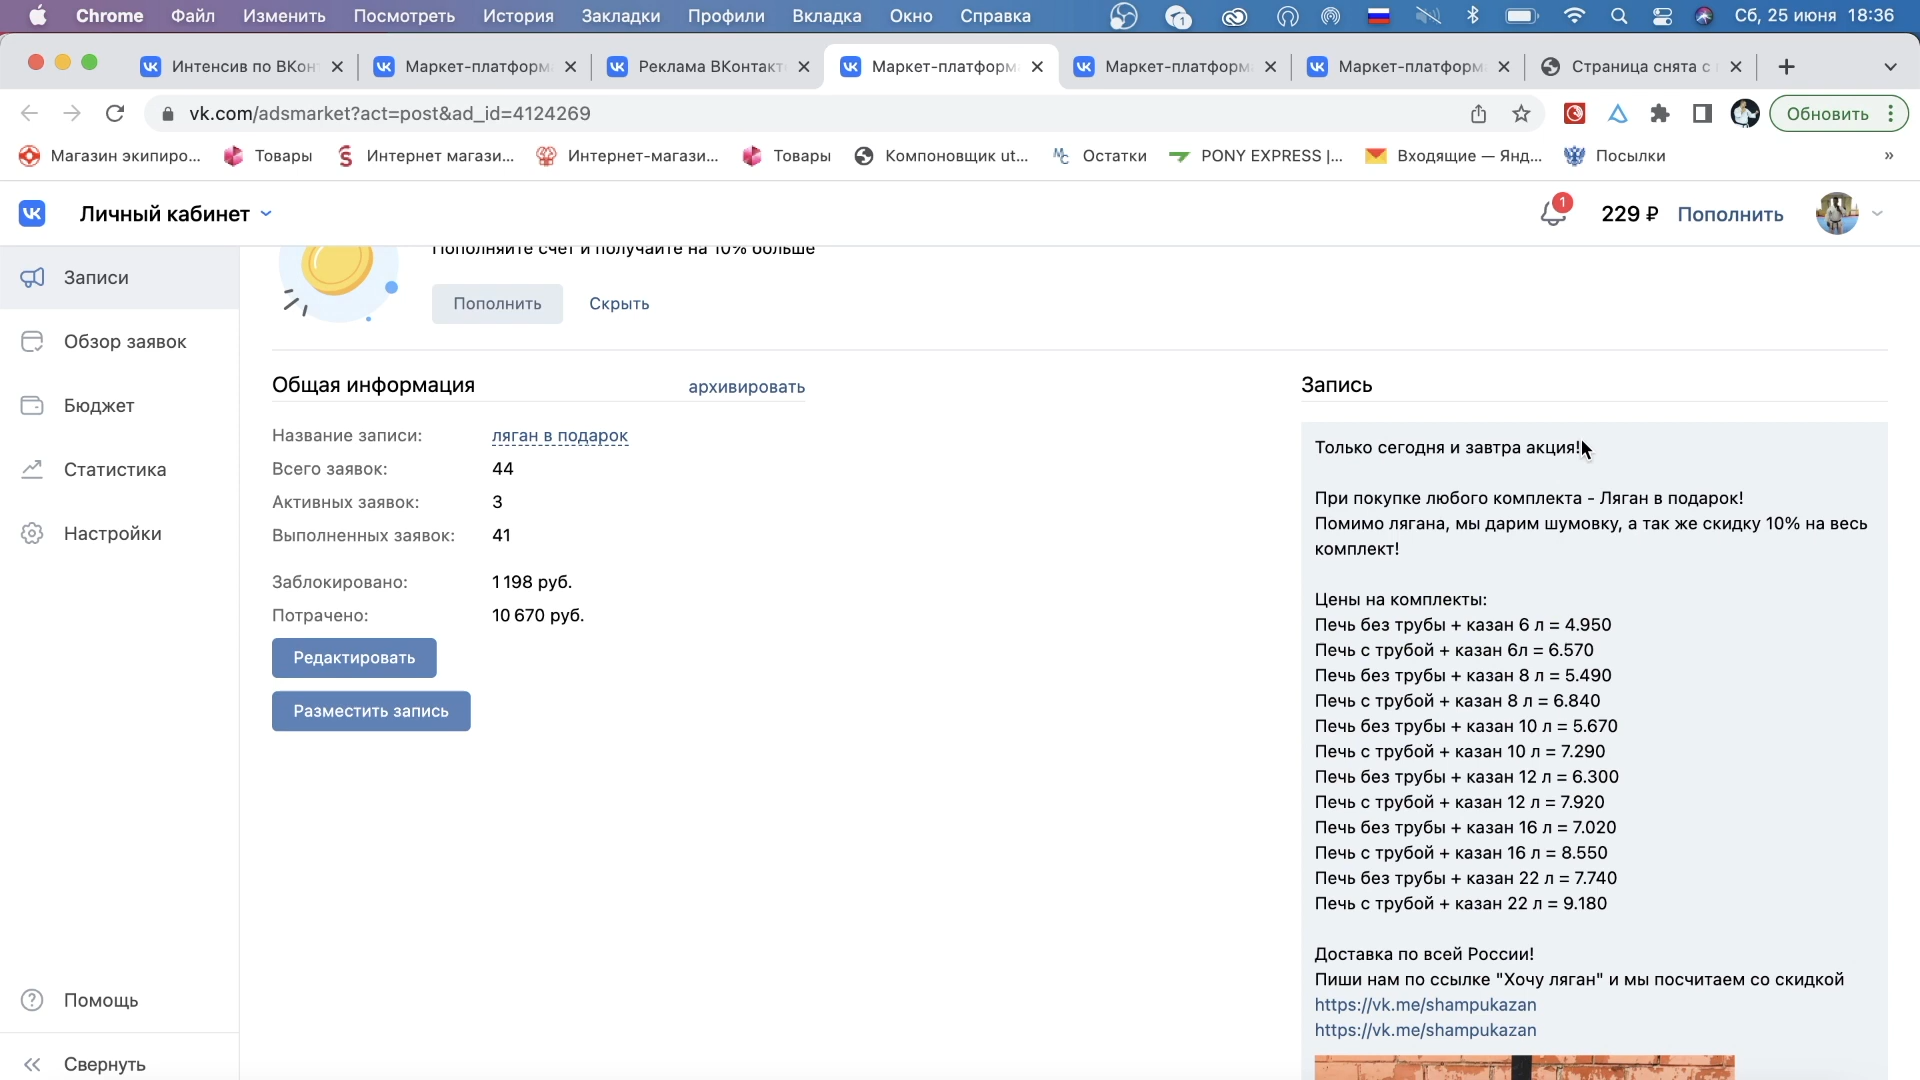 Chrome Файл Изменить Посмотреть История Закладки Профили Вкладка Окно Справка
1
Сб, 25 июня 18:36
Интенсив по ВКон
Маркет-платформ
Реклама ВКонтакт
Маркет-платформ
Маркет-платформ
Маркет-платформ
Страница снята с
vk.com/adsmarket?act=post&ad_id=4124269
Обновить
Магазин экипиро...
Товары
Интернет магази...
Интернет-магази...
Товары
Компоновщик ut...
Остатки
PONY EXPRESS |...
Входящие — Янд...
Посылки
»
Личный кабинет
1
229 ₽ Пополнить
Пополняйте счёт и получайте на 10% больше
Пополнить Скрыть
Записи
Обзор заявок
Бюджет
Статистика
Настройки
Помощь
Свернуть
Общая информация архивировать
Название записи: ляган в подарок
Всего заявок: 44
Активных заявок: 3
Выполненных заявок: 41
Заблокировано: 1 198 руб.
Потрачено: 10 670 руб.
Редактировать
Разместить запись
Запись
Только сегодня и завтра акция!
При покупке любого комплекта - Ляган в подарок!
Помимо лягана, мы дарим шумовку, а так же скидку 10% на весь
комплект!
Цены на комплекты:
Печь без трубы + казан 6 л = 4.950
Печь с трубой + казан 6л = 6.570
Печь без трубы + казан 8 л = 5.490
Печь с трубой + казан 8 л = 6.840
Печь без трубы + казан 10 л = 5.670
Печь с трубой + казан 10 л = 7.290
Печь без трубы + казан 12 л = 6.300
Печь с трубой + казан 12 л = 7.920
Печь без трубы + казан 16 л = 7.020
Печь с трубой + казан 16 л = 8.550
Печь без трубы + казан 22 л = 7.740
Печь с трубой + казан 22 л = 9.180
Доставка по всей России!
Пиши нам по ссылке "Хочу ляган" и мы посчитаем со скидкой
https://vk.me/shampukazan
https://vk.me/shampukazan